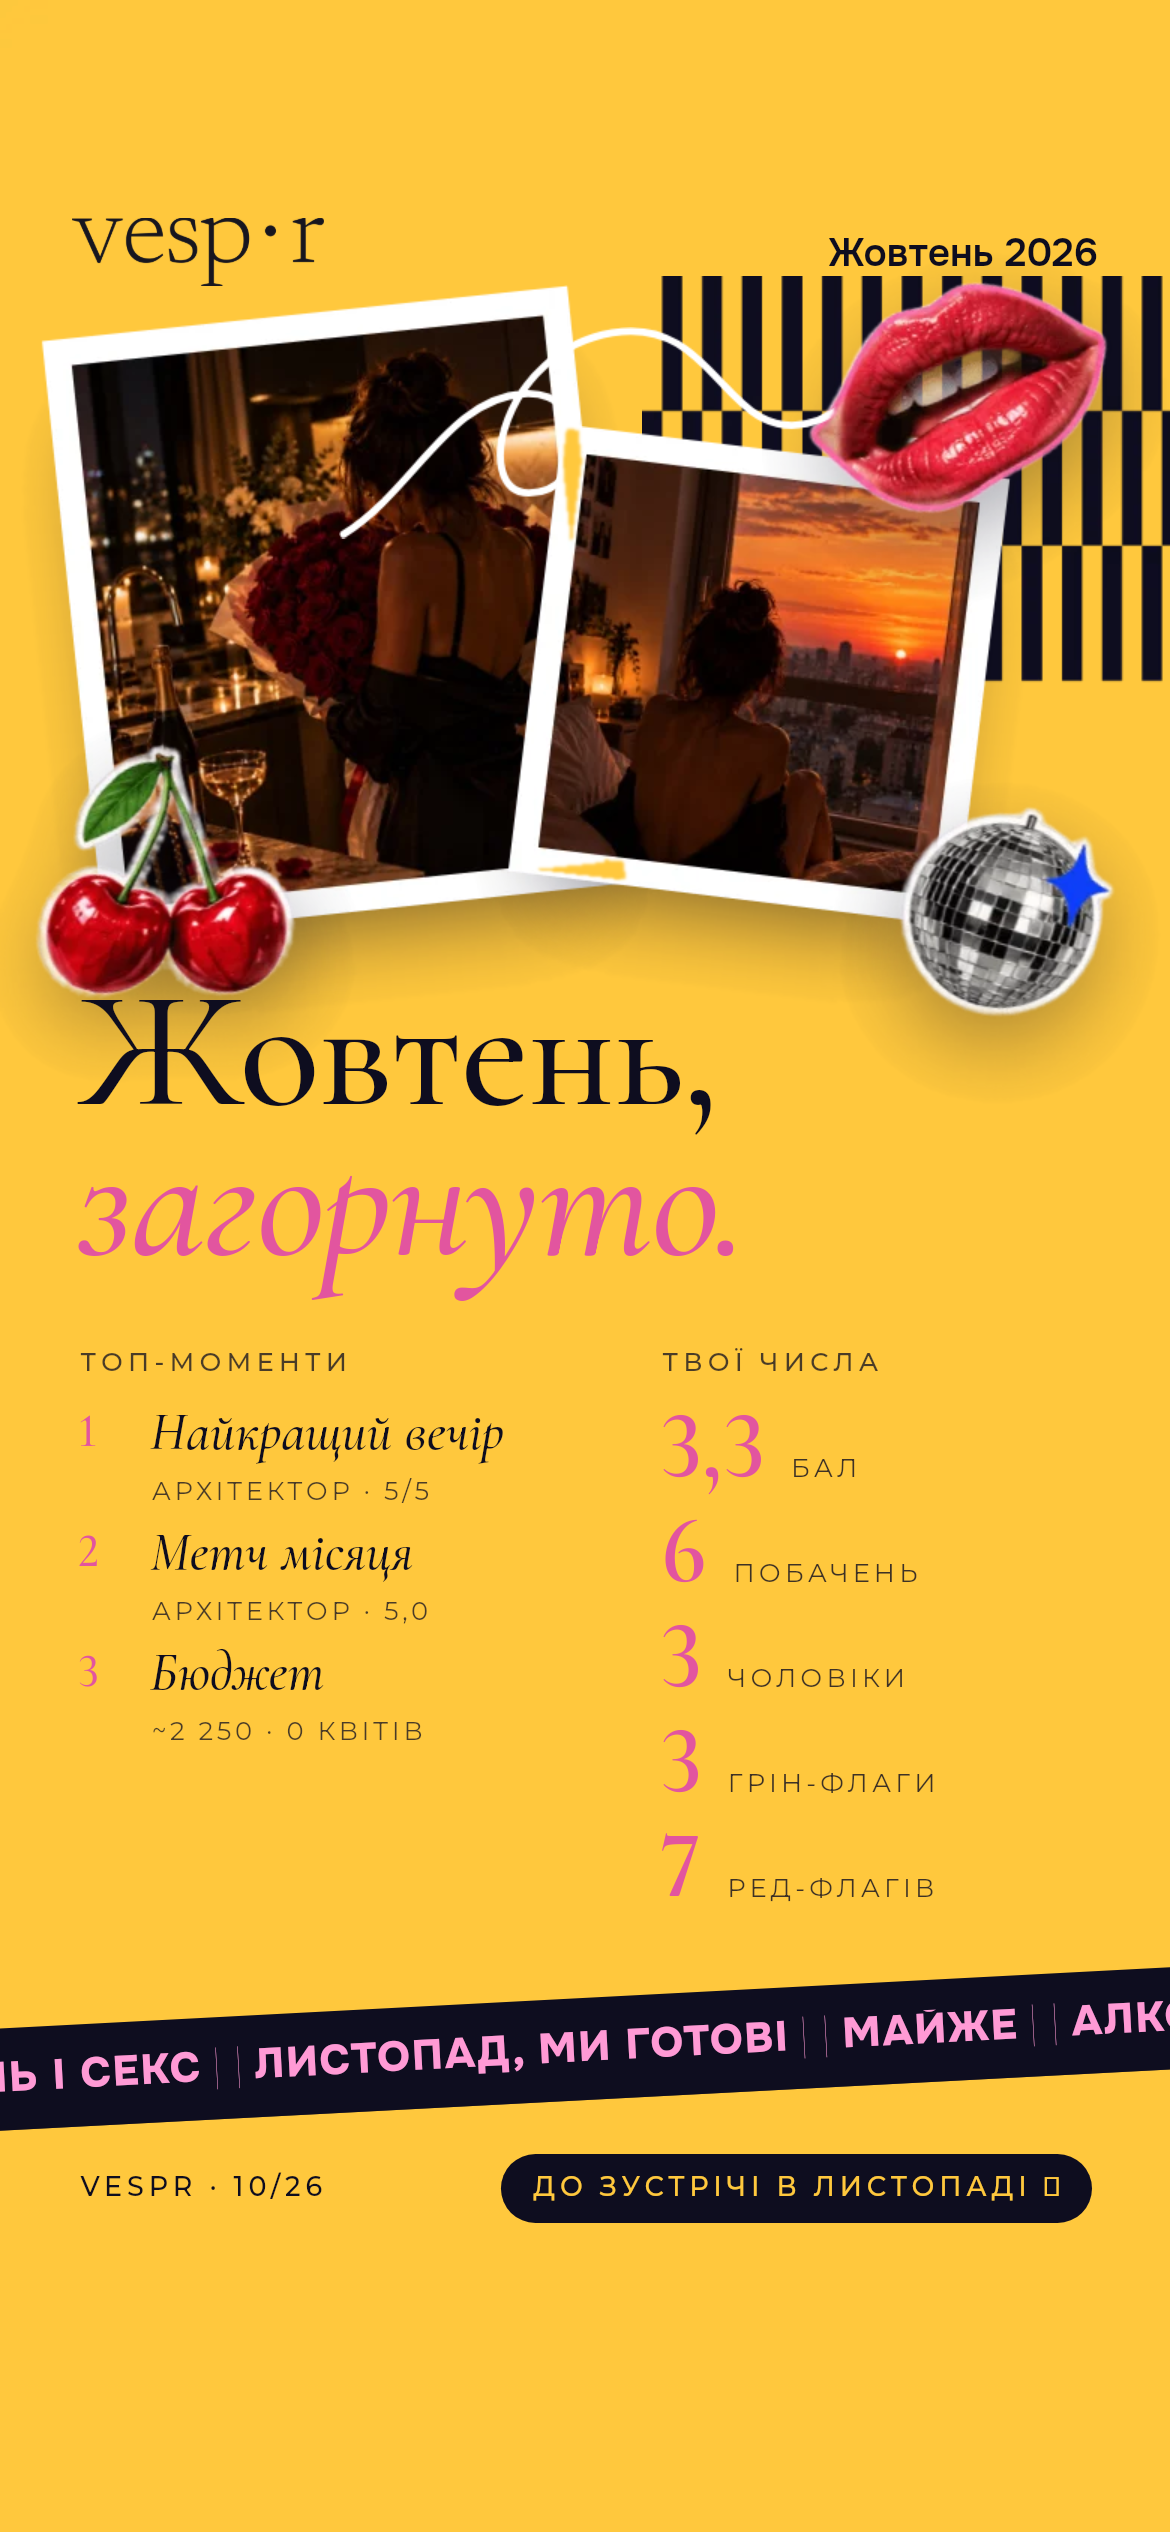 vesp·r
Жовтень 2026
Жовтень,
загорнуто.
ТОП-МОМЕНТИ
1 Найкращий вечір
АРХІТЕКТОР · 5/5
2 Метч місяця
АРХІТЕКТОР · 5,0
3 Бюджет
~2 250 · 0 КВІТІВ
ТВОЇ ЧИСЛА
3,3 БАЛ
6 ПОБАЧЕНЬ
3 ЧОЛОВІКИ
3 ГРІН-ФЛАГИ
7 РЕД-ФЛАГІВ
І СЕКС || ЛИСТОПАД, МИ ГОТОВІ || МАЙЖЕ ||
VESPR · 10/26
ДО ЗУСТРІЧІ В ЛИСТОПАДІ